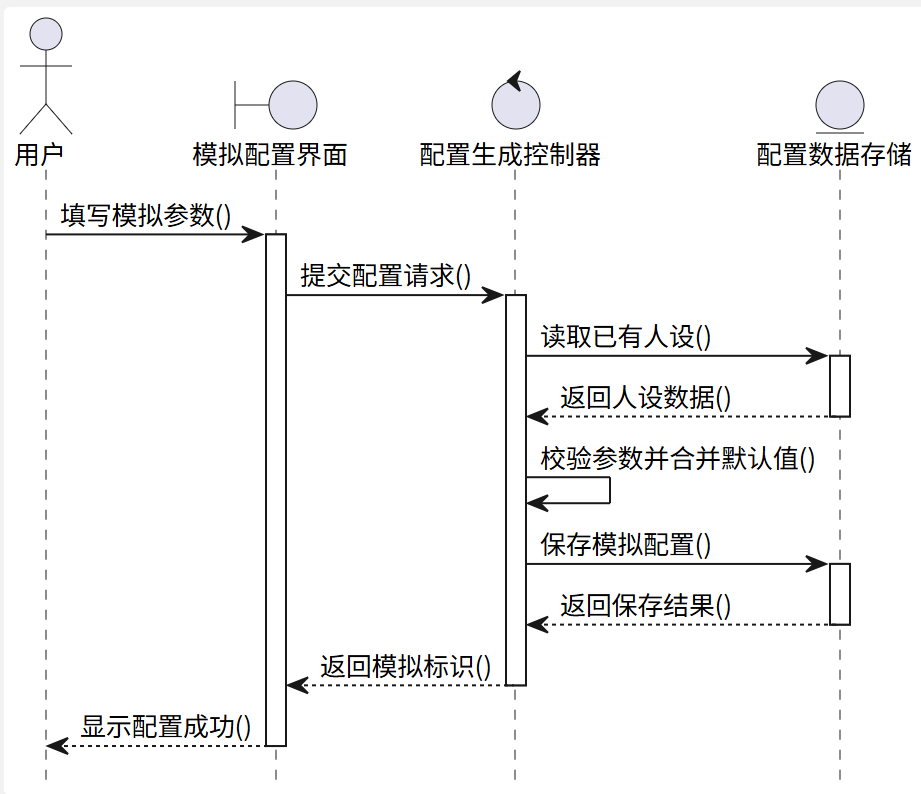 用户
模拟配置界面
配置生成控制器
配置数据存储
填写模拟参数()
提交配置请求()
读取已有人设()
返回人设数据()
校验参数并合并默认值()
保存模拟配置()
返回保存结果()
返回模拟标识()
显示配置成功()